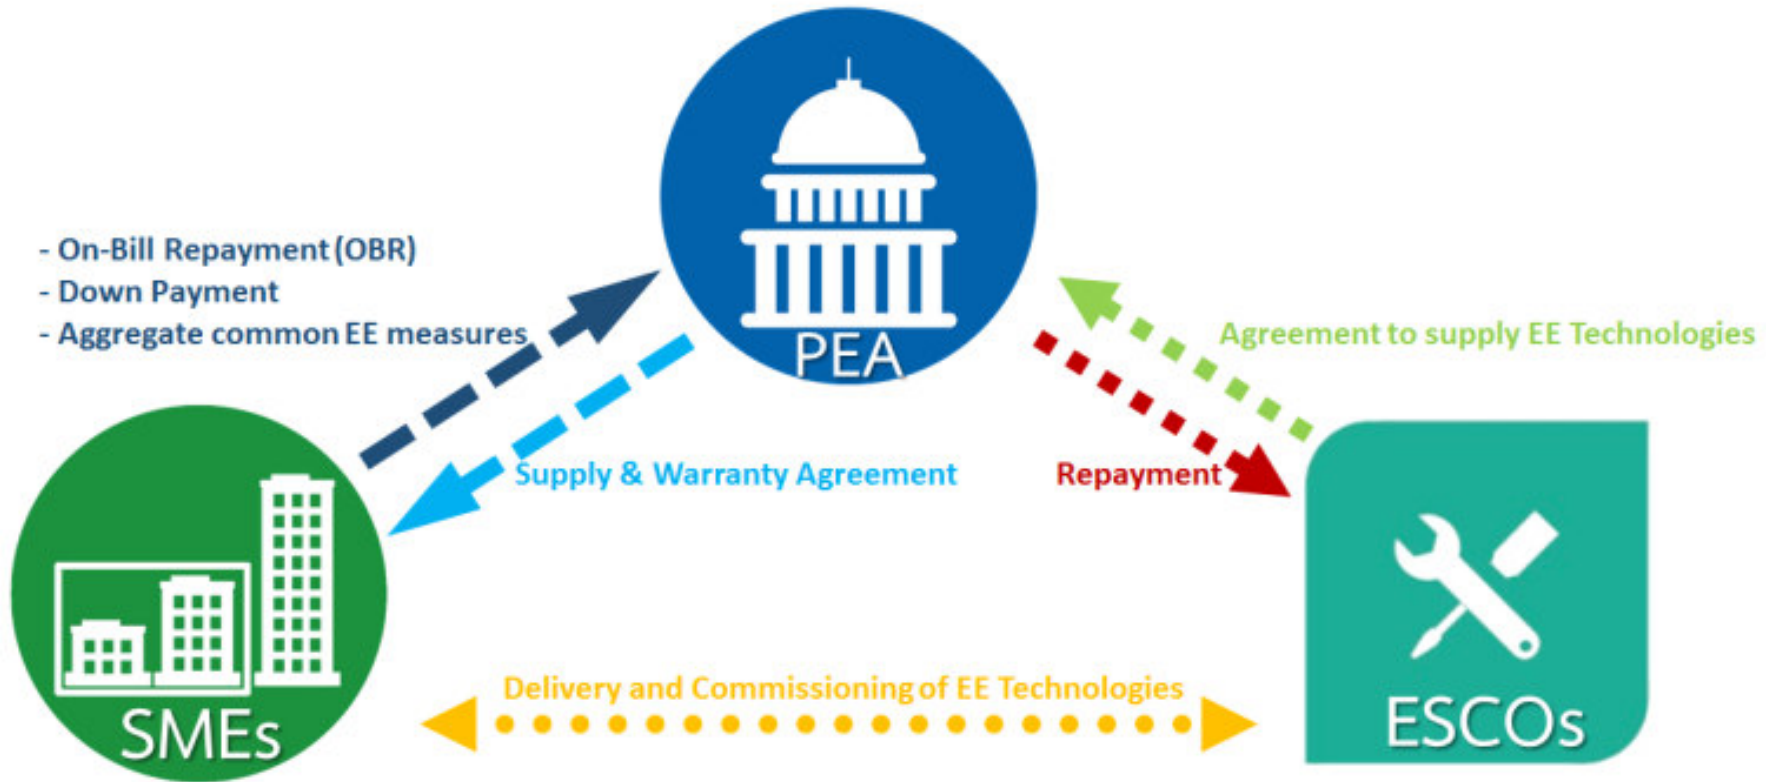 PEA
- On-Bill Repayment (OBR)
- Down Payment
- Aggregate common EE measures
Agreement to supply EE Technologies
Supply & Warranty Agreement
Repayment
Delivery and Commissioning of EE Technologies
SMEs
ESCOs